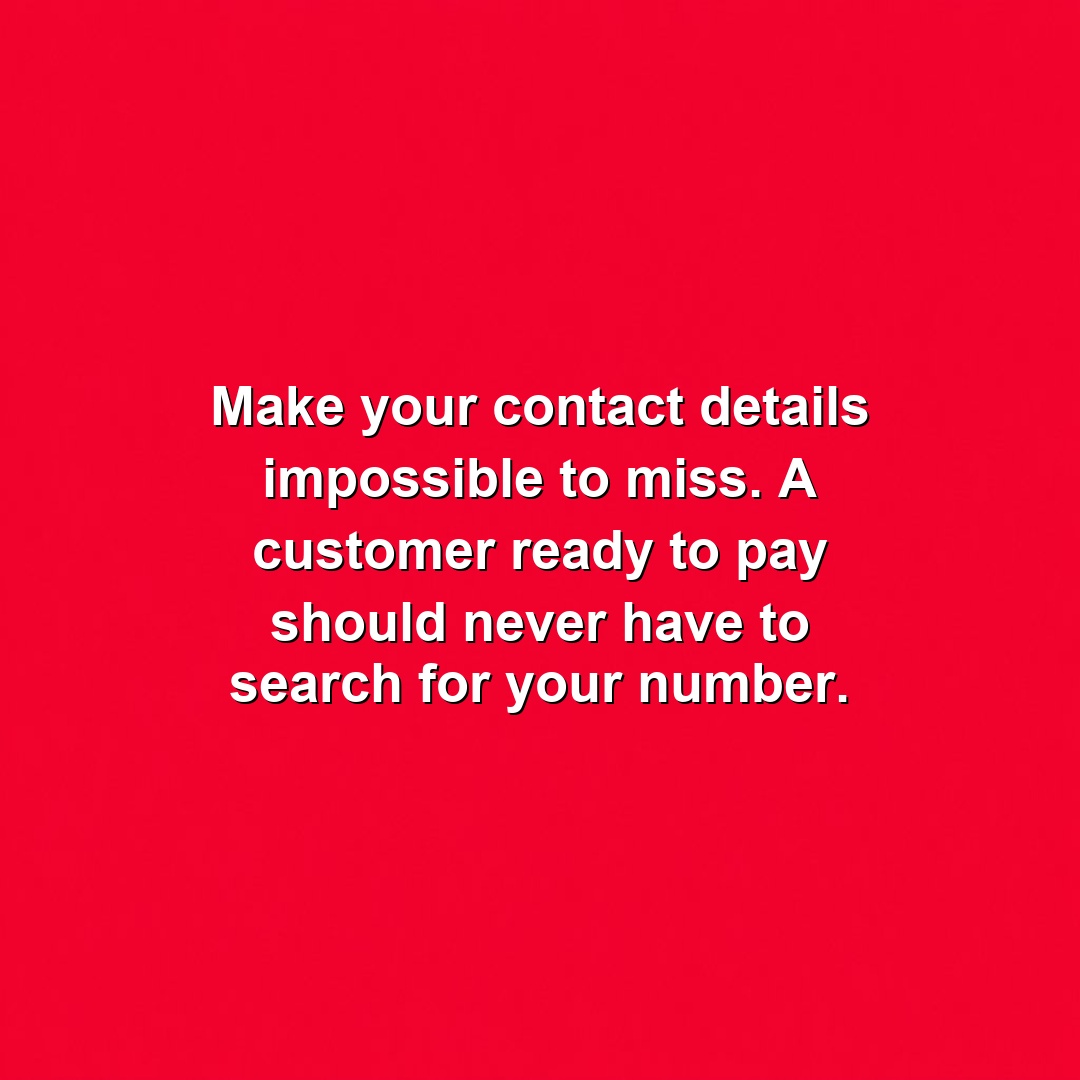 Make your contact details
impossible to miss. A
customer ready to pay
should never have to
search for your number.